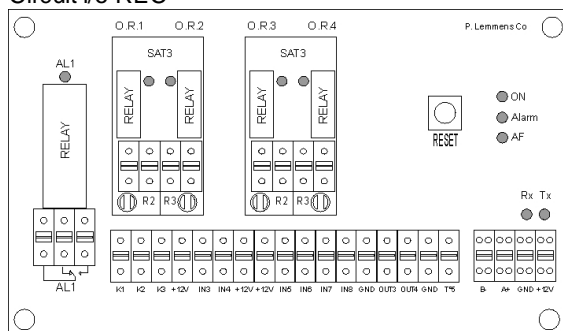 Circuit I/O REC
O.R.1 O.R.2 O.R.3 O.R.4 P. Lemmens Co
SAT3 SAT3
AL1
RELAY RELAY RELAY RELAY RELAY
RESET
ON
Alarm
AF
R2 R3 R2 R3
Rx Tx
AL1
K1 K2 K3 +12V IN3 IN4 +12V +12V IN5 IN6 IN7 IN8 GND OUT3 OUT4 GND T°5 B- A+ GND +12V